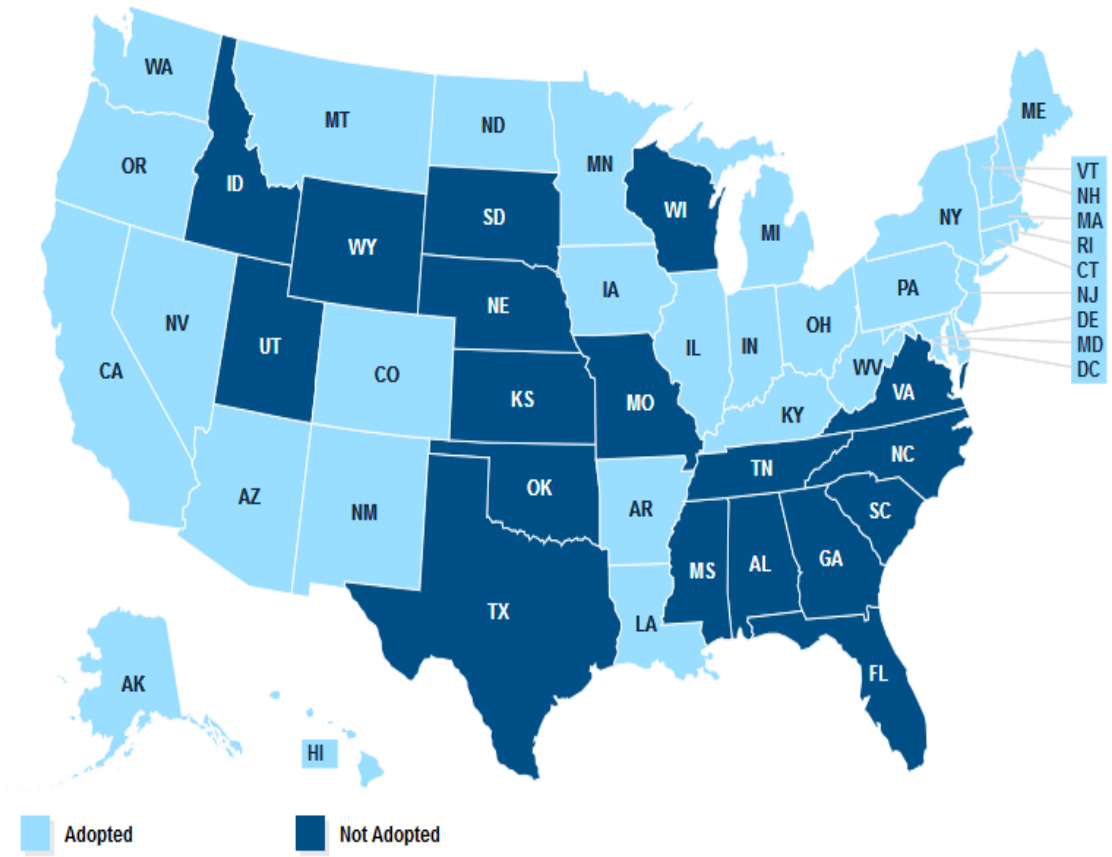 WA
MT
ND
MN
ME
OR
ID
SD
WI
MI
NY
VT
NH
MA
RI
CT
NJ
DE
MD
DC
WY
NE
IA
PA
NV
UT
CO
KS
MO
IL
IN
OH
WV
VA
CA
KY
AZ
NM
OK
AR
TN
NC
SC
TX
LA
MS
AL
GA
FL
AK
HI
Adopted
Not Adopted